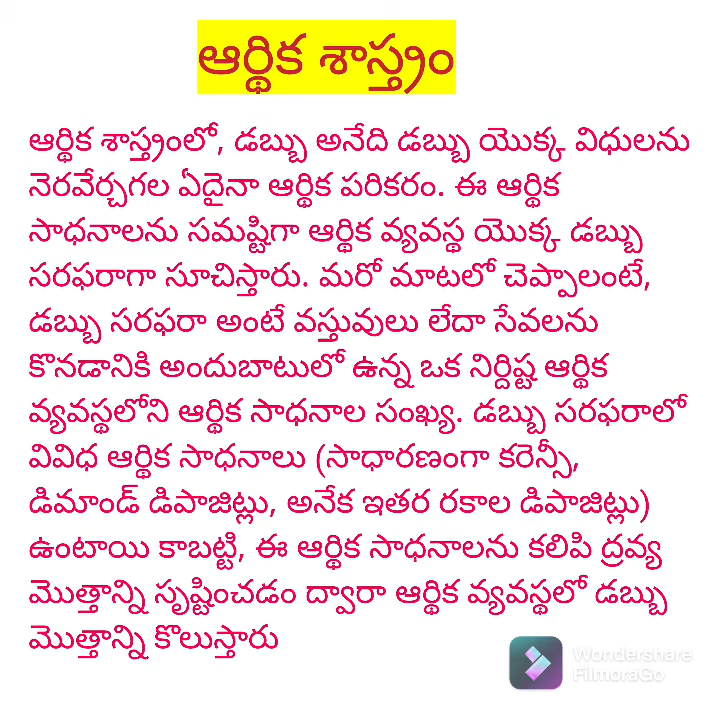 ఆర్థిక శాస్త్రం
ఆర్థిక శాస్త్రంలో, డబ్బు అనేది డబ్బు యొక్క విధులను
నెరవేర్చగల ఏదైనా ఆర్థిక పరికరం. ఈ ఆర్థిక
సాధనాలను సమష్టిగా ఆర్థిక వ్యవస్థ యొక్క డబ్బు
సరఫరాగా సూచిస్తారు. మరో మాటలో చెప్పాలంటే,
డబ్బు సరఫరా అంటే వస్తువులు లేదా సేవలను
కొనడానికి అందుబాటులో ఉన్న ఒక నిర్దిష్ట ఆర్థిక
వ్యవస్థలోని ఆర్థిక సాధనాల సంఖ్య. డబ్బు సరఫరాలో
వివిధ ఆర్థిక సాధనాలు (సాధారణంగా కరెన్సీ,
డిమాండ్ డిపాజిట్లు, అనేక ఇతర రకాల డిపాజిట్లు)
ఉంటాయి కాబట్టి, ఈ ఆర్థిక సాధనాలను కలిపి ద్రవ్య
మొత్తాన్ని సృష్టించడం ద్వారా ఆర్థిక వ్యవస్థలో డబ్బు
మొత్తాన్ని కొలుస్తారు
Wondershare
FilmoraGo